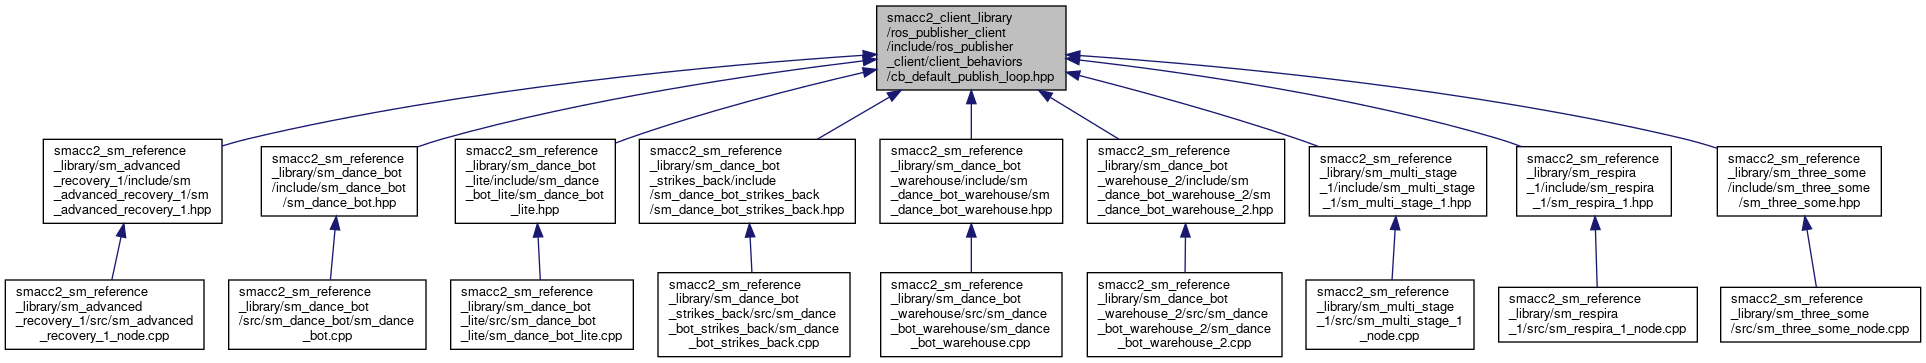 smacc2_client_library
/ros_publisher_client
/include/ros_publisher
_client/client_behaviors
/cb_default_publish_loop.hpp
smacc2_sm_reference
_library/sm_advanced
_recovery_1/include/sm
_advanced_recovery_1/sm
_advanced_recovery_1.hpp
smacc2_sm_reference
_library/sm_dance_bot
/include/sm_dance_bot
/sm_dance_bot.hpp
smacc2_sm_reference
_library/sm_dance_bot
_lite/include/sm_dance
_bot_lite/sm_dance_bot
_lite.hpp
smacc2_sm_reference
_library/sm_dance_bot
_strikes_back/include
/sm_dance_bot_strikes_back
/sm_dance_bot_strikes_back.hpp
smacc2_sm_reference
_library/sm_dance_bot
_warehouse/include/sm
_dance_bot_warehouse/sm
_dance_bot_warehouse.hpp
smacc2_sm_reference
_library/sm_dance_bot
_warehouse_2/include/sm
_dance_bot_warehouse_2/sm
_dance_bot_warehouse_2.hpp
smacc2_sm_reference
_library/sm_multi_stage
_1/include/sm_multi_stage
_1/sm_multi_stage_1.hpp
smacc2_sm_reference
_library/sm_respira
_1/include/sm_respira
_1/sm_respira_1.hpp
smacc2_sm_reference
_library/sm_three_some
/include/sm_three_some
/sm_three_some.hpp
smacc2_sm_reference
_library/sm_advanced
_recovery_1/src/sm_advanced
_recovery_1_node.cpp
smacc2_sm_reference
_library/sm_dance_bot
/src/sm_dance_bot/sm_dance
_bot.cpp
smacc2_sm_reference
_library/sm_dance_bot
_lite/src/sm_dance_bot
_lite/sm_dance_bot_lite.cpp
smacc2_sm_reference
_library/sm_dance_bot
_strikes_back/src/sm_dance
_bot_strikes_back/sm_dance
_bot_strikes_back.cpp
smacc2_sm_reference
_library/sm_dance_bot
_warehouse/src/sm_dance
_bot_warehouse/sm_dance
_bot_warehouse.cpp
smacc2_sm_reference
_library/sm_dance_bot
_warehouse_2/src/sm_dance
_bot_warehouse_2/sm_dance
_bot_warehouse_2.cpp
smacc2_sm_reference
_library/sm_multi_stage
_1/src/sm_multi_stage_1
_node.cpp
smacc2_sm_reference
_library/sm_respira
_1/src/sm_respira_1_node.cpp
smacc2_sm_reference
_library/sm_three_some
/src/sm_three_some_node.cpp